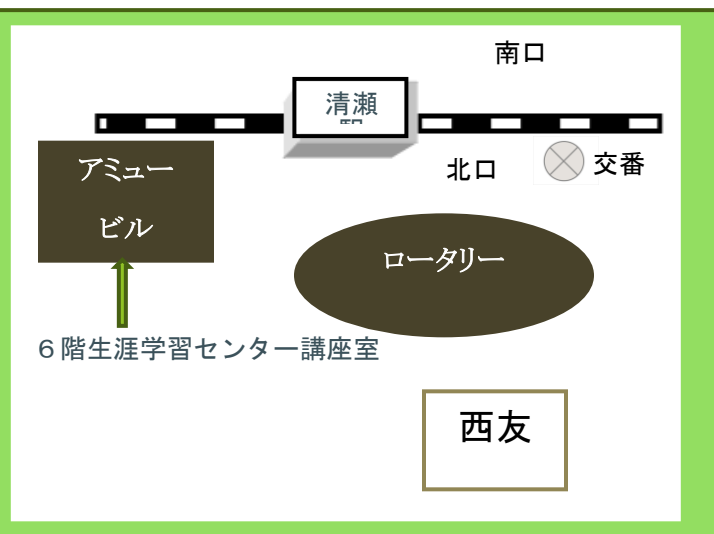 南口
清瀬
駅
北口
交番
アミュー
ビル
ロータリー
６階生涯学習センター講座室
西友